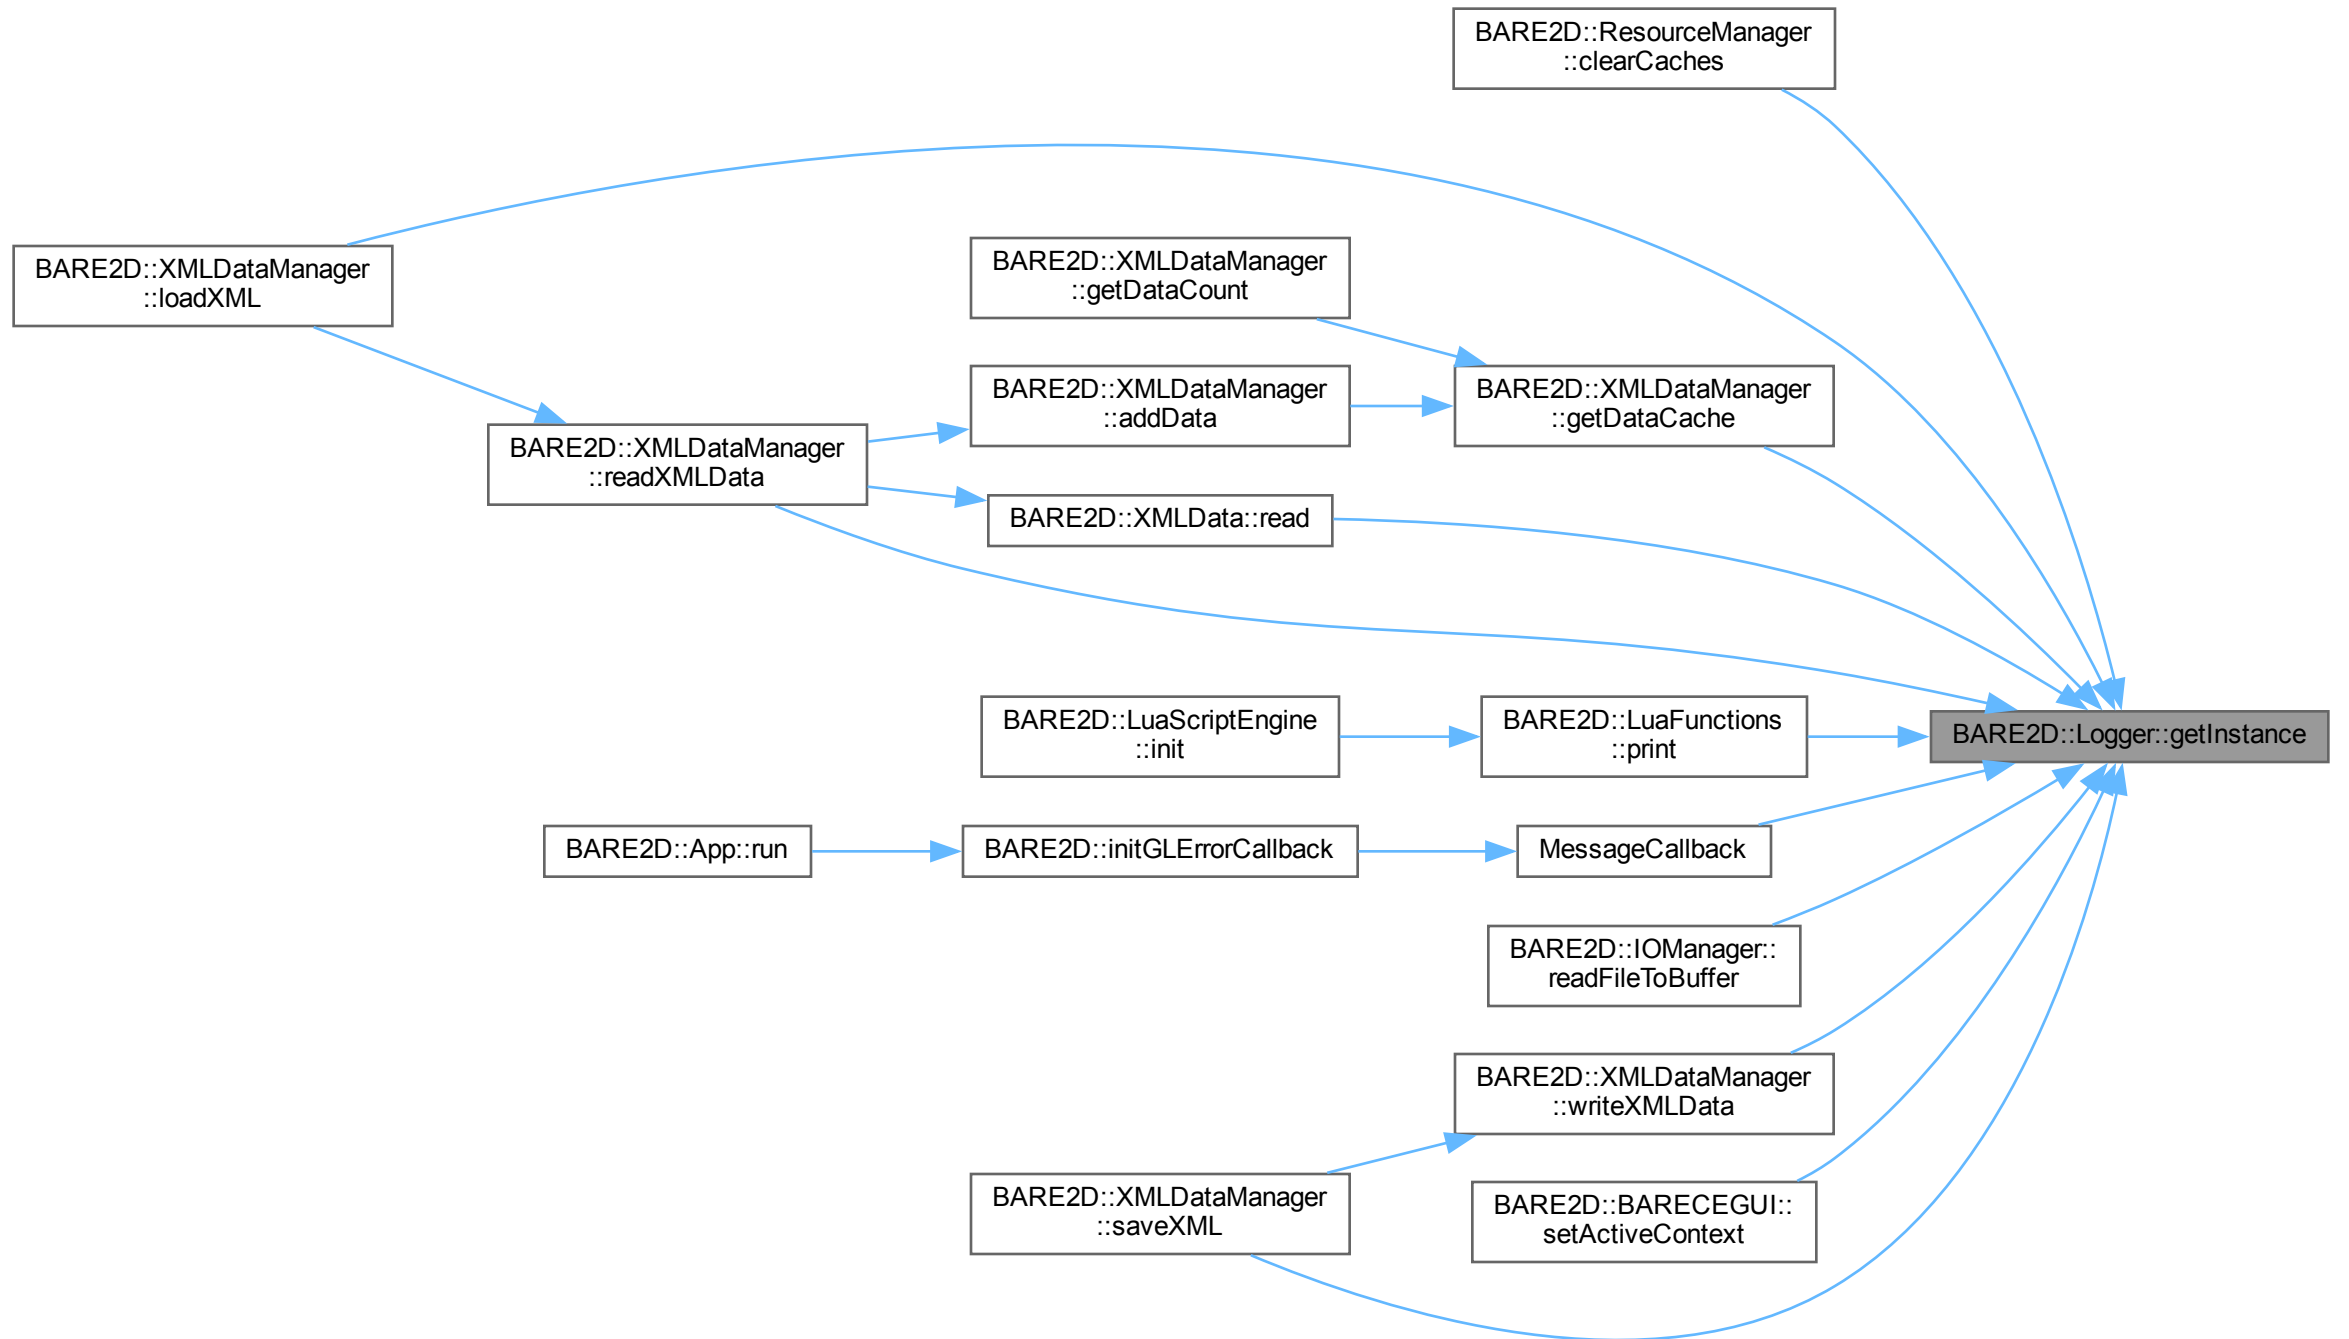 BARE2D::ResourceManager
::clearCaches
BARE2D::XMLDataManager
::loadXML
BARE2D::XMLDataManager
::getDataCount
BARE2D::XMLDataManager
::addData
BARE2D::XMLDataManager
::getDataCache
BARE2D::XMLDataManager
::readXMLData
BARE2D::XMLData::read
BARE2D::LuaScriptEngine
::init
BARE2D::LuaFunctions
::print
BARE2D::Logger::getInstance
BARE2D::App::run
BARE2D::initGLErrorCallback
MessageCallback
BARE2D::IOManager::
readFileToBuffer
BARE2D::XMLDataManager
::writeXMLData
BARE2D::XMLDataManager
::saveXML
BARE2D::BARECEGUI::
setActiveContext